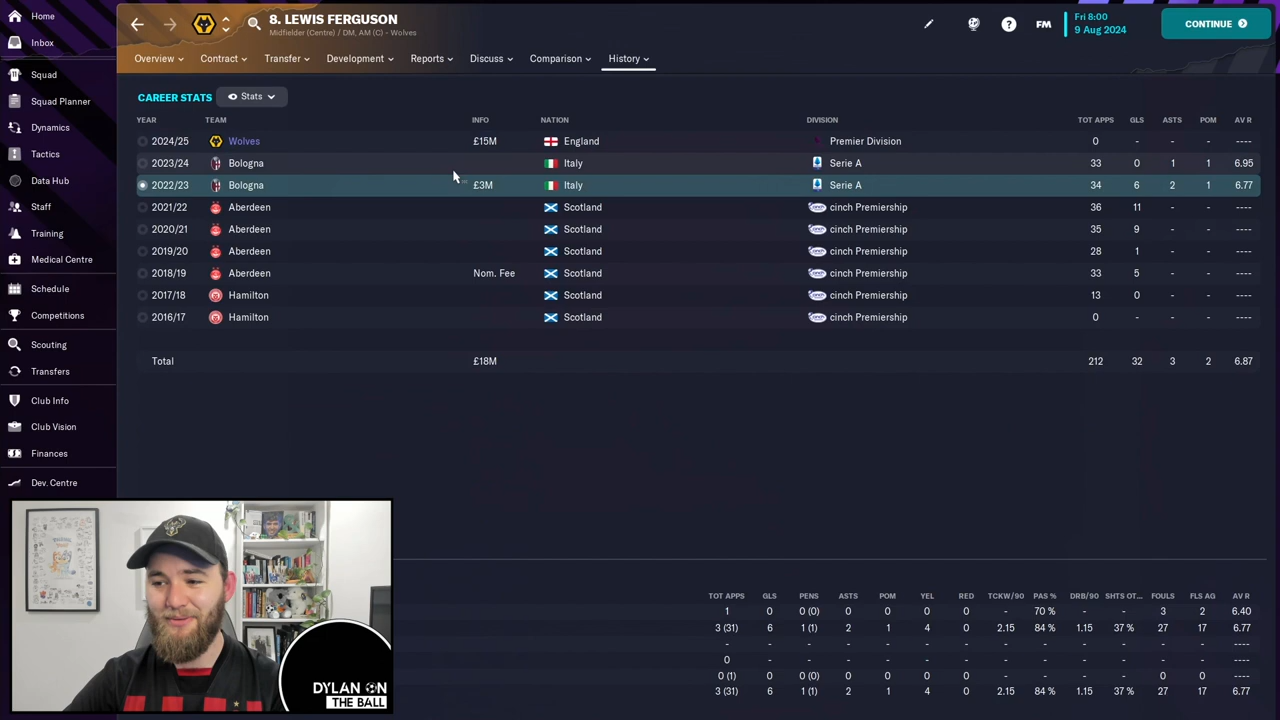 Home
Inbox
Squad
Squad Planner
Dynamics
Tactics
Data Hub
Staff
Training
Medical Centre
Schedule
Competitions
Scouting
Transfers
Club Info
Club Vision
Finances
Dev. Centre
8. LEWIS FERGUSON
Midfielder (Centre) / DM, AM (C) - Wolves
? FM Fri 8:00 9 Aug 2024 CONTINUE
Overview Contract Transfer Development Reports Discuss Comparison History
CAREER STATS Stats
YEAR TEAM INFO NATION DIVISION TOT APPS GLS ASTS POM AV R
2024/25 Wolves £15M England Premier Division 0 - - - ----
2023/24 Bologna Italy Serie A 33 0 1 1 6.95
2022/23 Bologna £3M Italy Serie A 34 6 2 1 6.77
2021/22 Aberdeen Scotland cinch Premiership 36 11 - - ----
2020/21 Aberdeen Scotland cinch Premiership 35 9 - - ----
2019/20 Aberdeen Scotland cinch Premiership 28 1 - - ----
2018/19 Aberdeen Nom. Fee Scotland cinch Premiership 33 5 - - ----
2017/18 Hamilton Scotland cinch Premiership 13 0 - - ----
2016/17 Hamilton Scotland cinch Premiership 0 - - - ----
Total £18M 212 32 3 2 6.87
TOT APPS GLS PENS ASTS POM YEL RED TCKW/90 PAS % DRB/90 SHTS OT... FOULS FLS AG AV R
1 0 0 (0) 0 0 0 0 - 70 % - - 3 2 6.40
3 (31) 6 1 (1) 2 1 4 0 2.15 84 % 1.15 37 % 27 17 6.77
- - - - - - - - - - - - - ----
0 - - - - - - - - - - - - ----
0 (1) 0 0 (0) 0 0 0 0 - - - - 0 0 ----
3 (31) 6 1 (1) 2 1 4 0 2.15 84 % 1.15 37 % 27 17 6.77
DYLAN ON
THE BALL